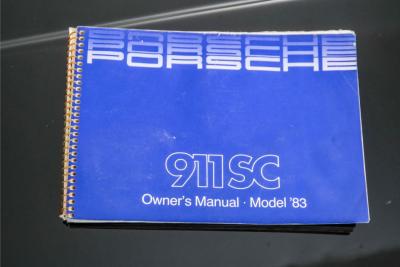 PORSCHE
PORSCHE
PORSCHE
911SC
Owner's Manual · Model '83